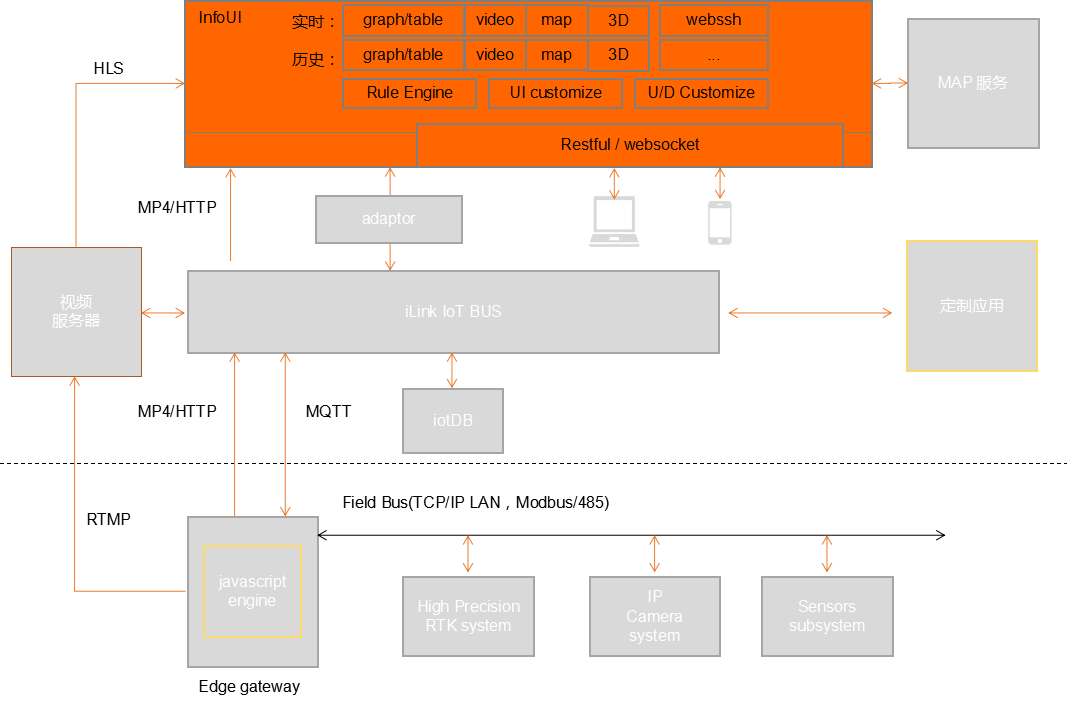 InfoUI
实时： graph/table video map 3D webssh
历史： graph/table video map 3D ...
Rule Engine UI customize U/D Customize
Restful / websocket
HLS
MAP 服务
MP4/HTTP
adaptor
视频
服务器
iLink IoT BUS
定制应用
MP4/HTTP
MQTT
iotDB
RTMP
Field Bus(TCP/IP LAN，Modbus/485)
javascript
engine
High Precision
RTK system
IP
Camera
system
Sensors
subsystem
Edge gateway